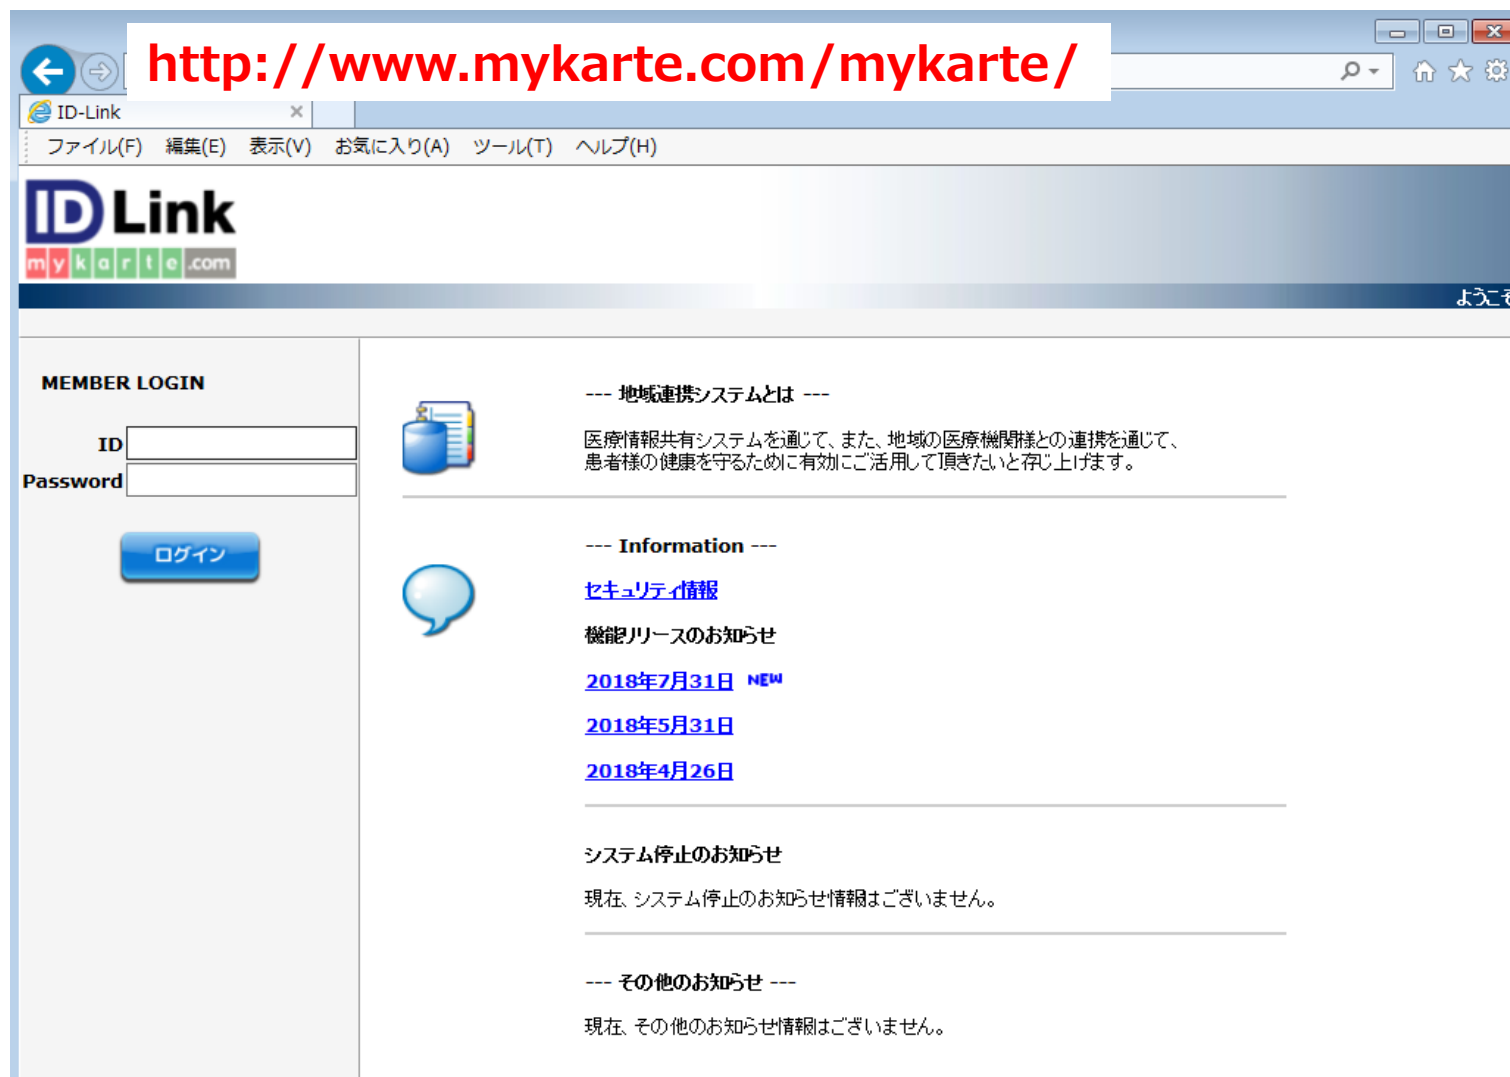 http://www.mykarte.com/mykarte/
ID-Link
ファイル(F) 編集(E) 表示(V) お気に入り(A) ツール(T) ヘルプ(H)
ID Link
mykarte.com
ようこそ
MEMBER LOGIN
ID
Password
ログイン
--- 地域連携システムとは ---
医療情報共有システムを通じて、また、地域の医療機関様との連携を通じて、
患者様の健康を守るために有効にご活用して頂きたいと存じ上げます。
--- Information ---
セキュリティ情報
機能リリースのお知らせ
2018年7月31日 NEW
2018年5月31日
2018年4月26日
システム停止のお知らせ
現在、システム停止のお知らせ情報はございません。
--- その他のお知らせ ---
現在、その他のお知らせ情報はございません。